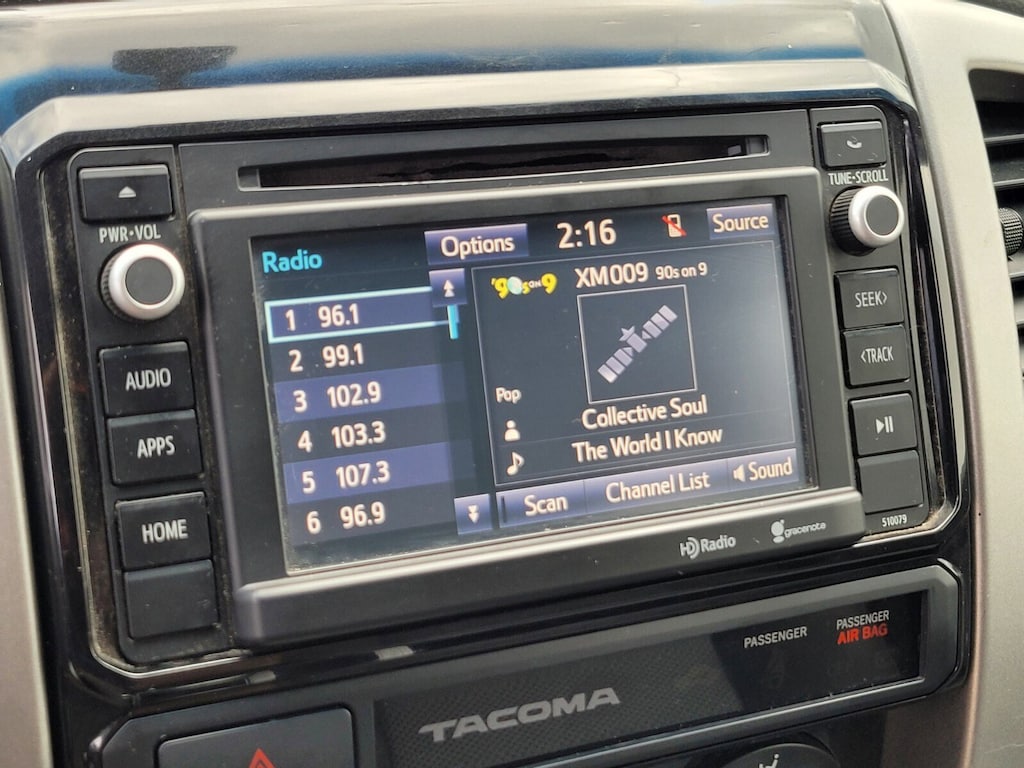 PWR•VOL
AUDIO
APPS
HOME
Radio
Options
2:16
Source
1 96.1
2 99.1
3 102.9
4 103.3
5 107.3
6 96.9
'90s ON 9
XM009 90s on 9
Pop
Collective Soul
The World I Know
Scan
Channel List
Sound
HD Radio
gracenote
TUNE•SCROLL
SEEK>
<TRACK
510079
PASSENGER
PASSENGER
AIR BAG
TACOMA